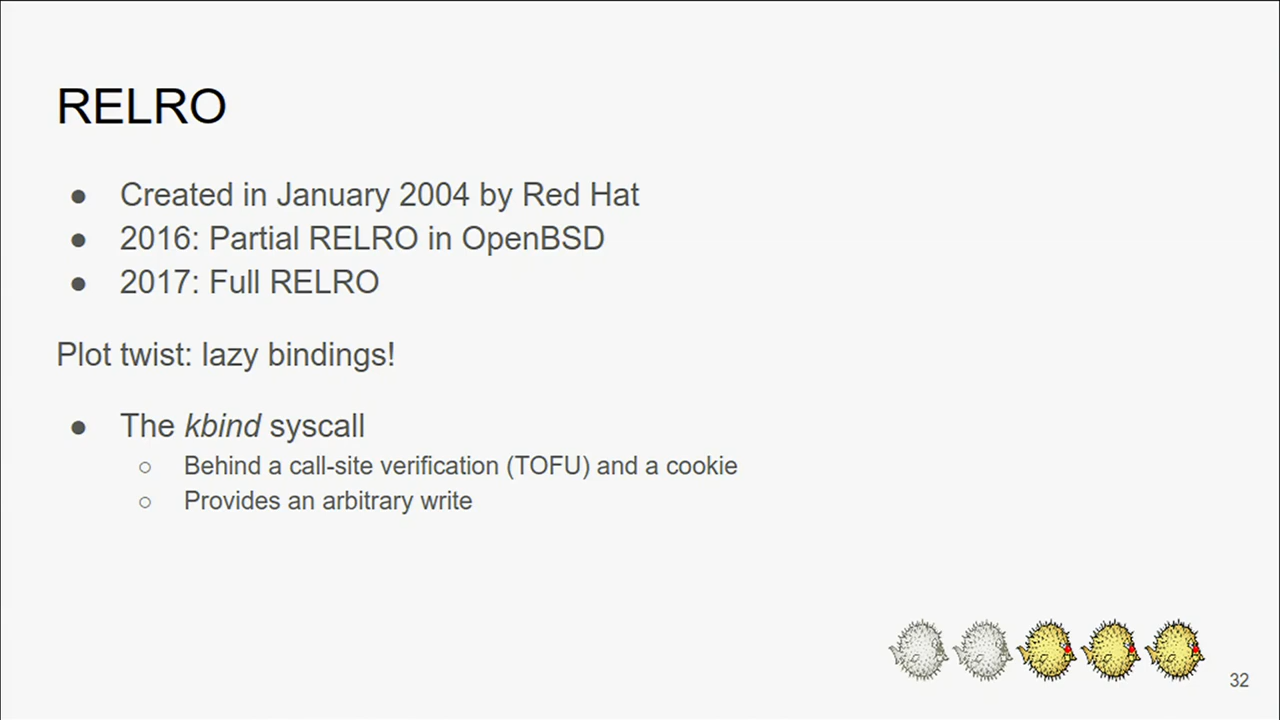 RELRO
● Created in January 2004 by Red Hat
● 2016: Partial RELRO in OpenBSD
● 2017: Full RELRO
Plot twist: lazy bindings!
● The kbind syscall
○ Behind a call-site verification (TOFU) and a cookie
○ Provides an arbitrary write
32